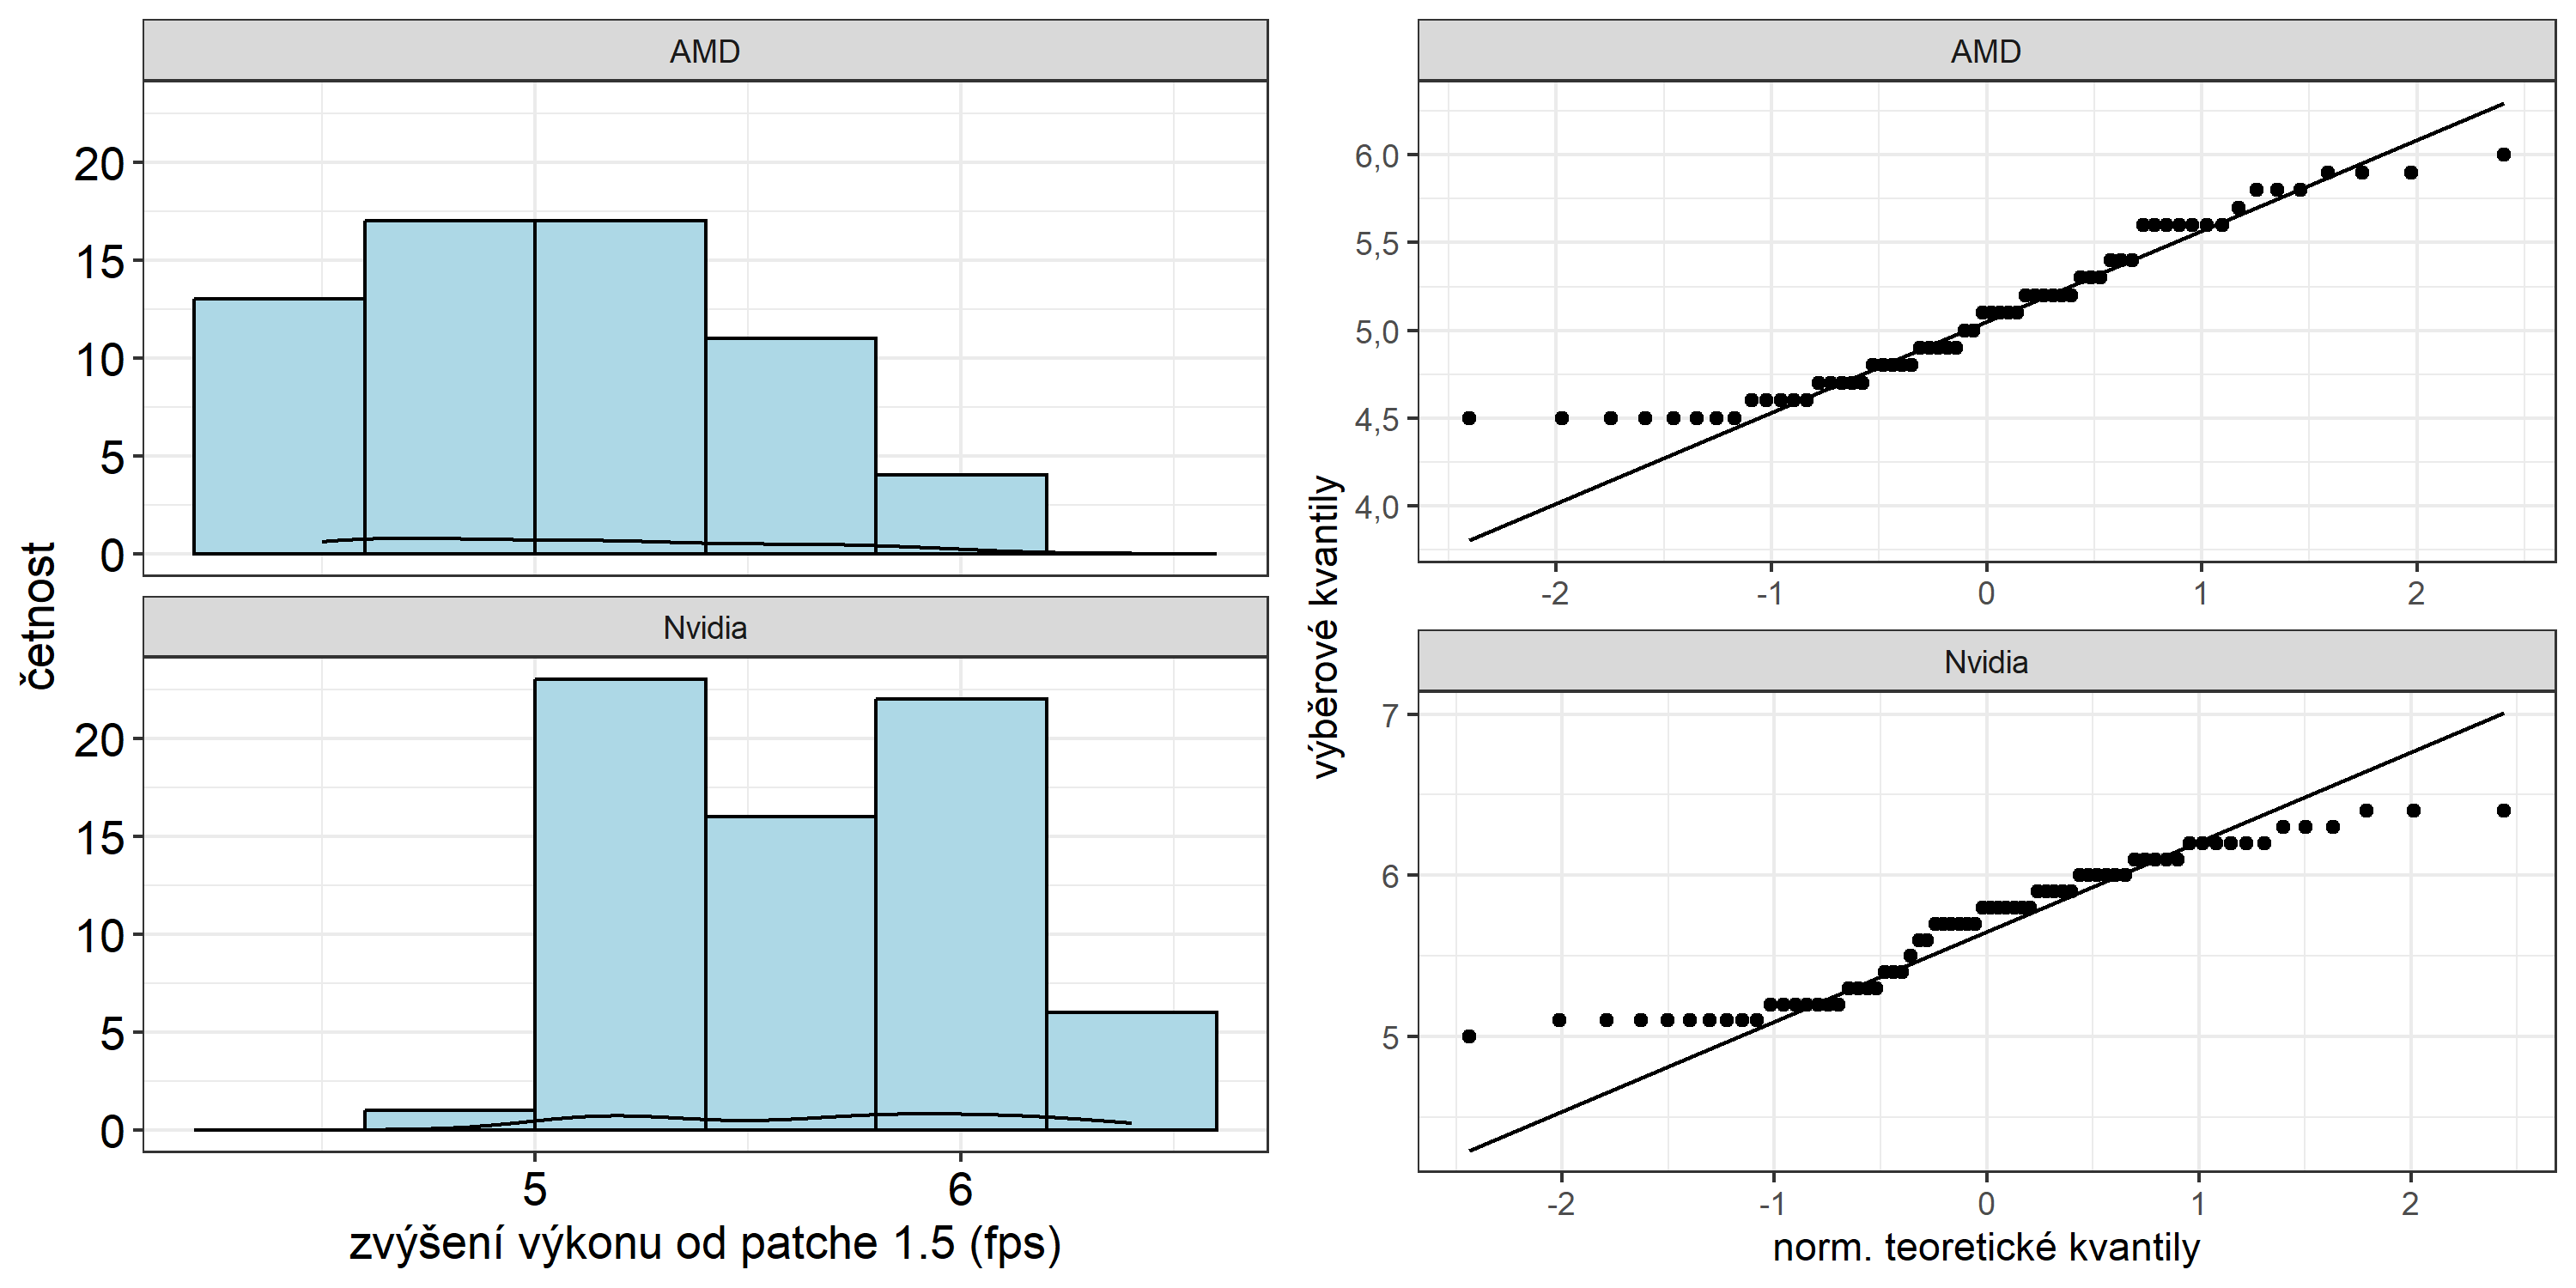 AMD
20
15
10
5
0
Nvidia
20
15
10
5
0
5 6
četnost
zvýšení výkonu od patche 1.5 (fps)
AMD
6,0
5,5
5,0
4,5
4,0
-2 -1 0 1 2
Nvidia
7
6
5
-2 -1 0 1 2
výběrové kvantily
norm. teoretické kvantily